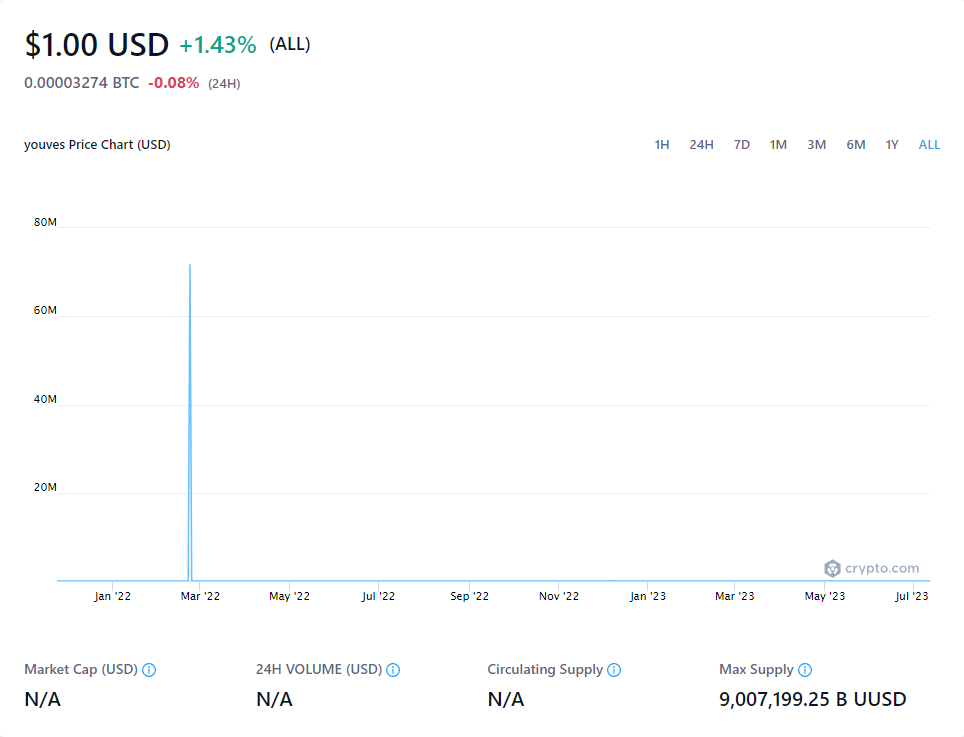 $1.00 USD +1.43% (ALL)
0.00003274 BTC -0.08% (24H)
youves Price Chart (USD) 1H 24H 7D 1M 3M 6M 1Y ALL
80M
60M
40M
20M
crypto.com
Jan '22 Mar '22 May '22 Jul '22 Sep '22 Nov '22 Jan '23 Mar '23 May '23 Jul '23
Market Cap (USD) 24H VOLUME (USD) Circulating Supply Max Supply
N/A N/A N/A 9,007,199.25 B UUSD